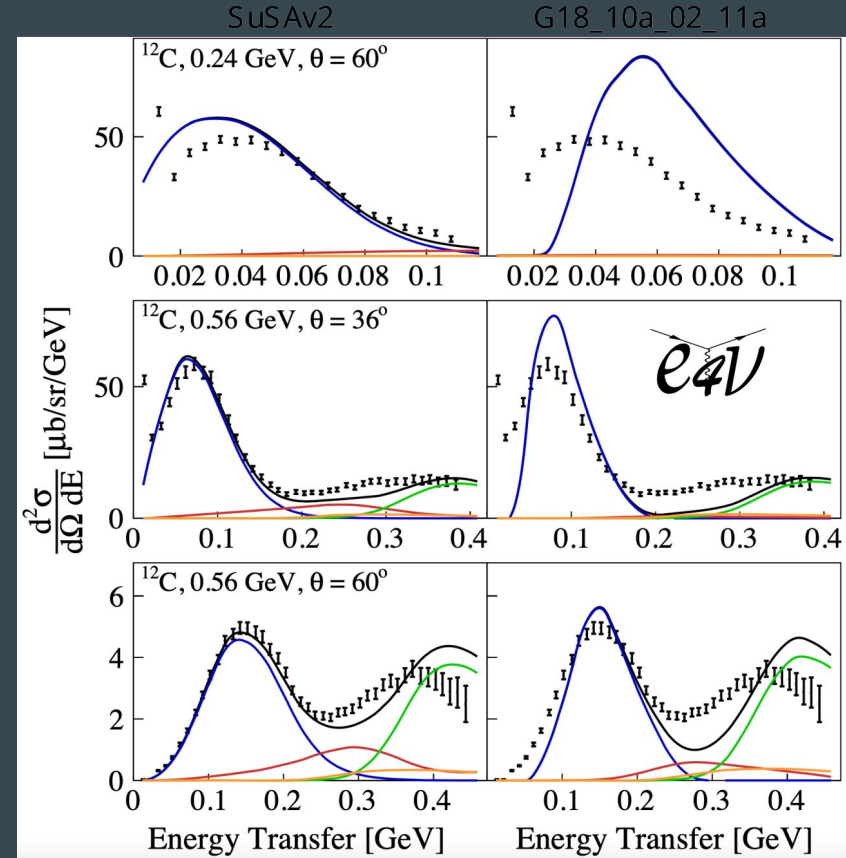 SuSAv2
G18_10a_02_11a
¹²C, 0.24 GeV, θ = 60°
50
0
0.02 0.04 0.06 0.08 0.1
0.02 0.04 0.06 0.08 0.1
¹²C, 0.56 GeV, θ = 36°
e4ν
50
0
0 0.1 0.2 0.3 0.4
0.1 0.2 0.3 0.4
d²σ
dΩ dE
[μb/sr/GeV]
¹²C, 0.56 GeV, θ = 60°
6
4
2
0
0 0.1 0.2 0.3 0.4
0.1 0.2 0.3 0.4
Energy Transfer [GeV]
Energy Transfer [GeV]